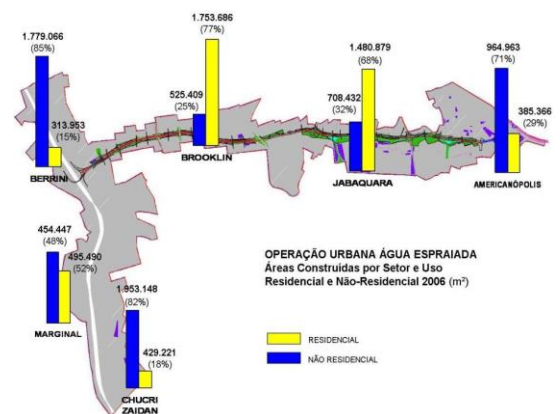 1.753.686
(77%)
1.779.066
(85%)
1.480.879
(68%)
964.963
(71%)
525.409
(25%)
708.432
(32%)
385.366
(29%)
313.953
(15%)
BROOKLIN
BERRINI
JABAQUARA
AMERICANÓPOLIS
454.447
(48%)
495.490
(52%)
1.953.148
(82%)
OPERAÇÃO URBANA ÁGUA ESPRAIADA
Áreas Construidas por Setor e Uso
Residencial e Não-Residencial 2006 (m²)
MARGINAL
429.221
(18%)
RESIDENCIAL
NÃO RESIDENCIAL
CHUCRI
ZAIDAN